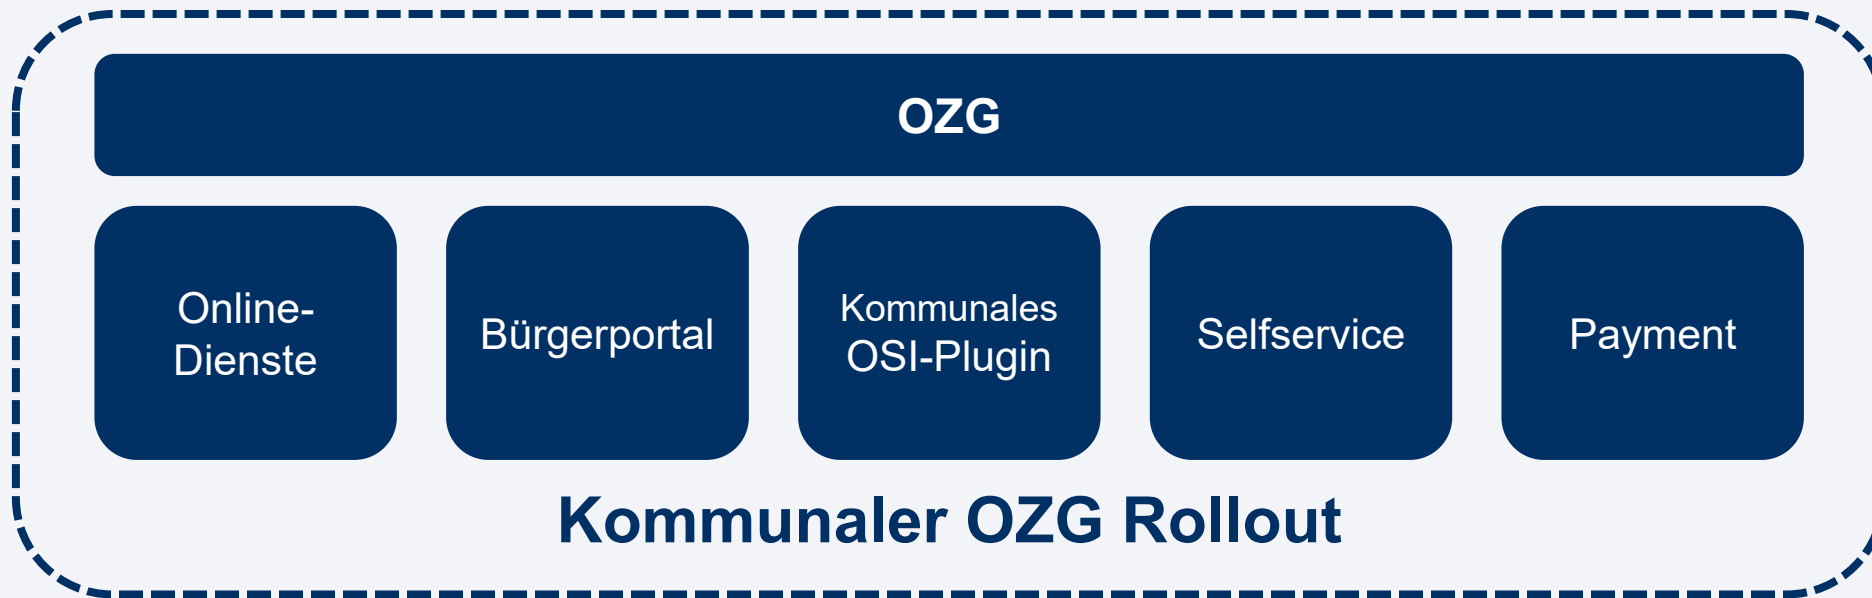 OZG
Online-
Dienste
Bürgerportal
Kommunales
OSI-Plugin
Selfservice
Payment
Kommunaler OZG Rollout